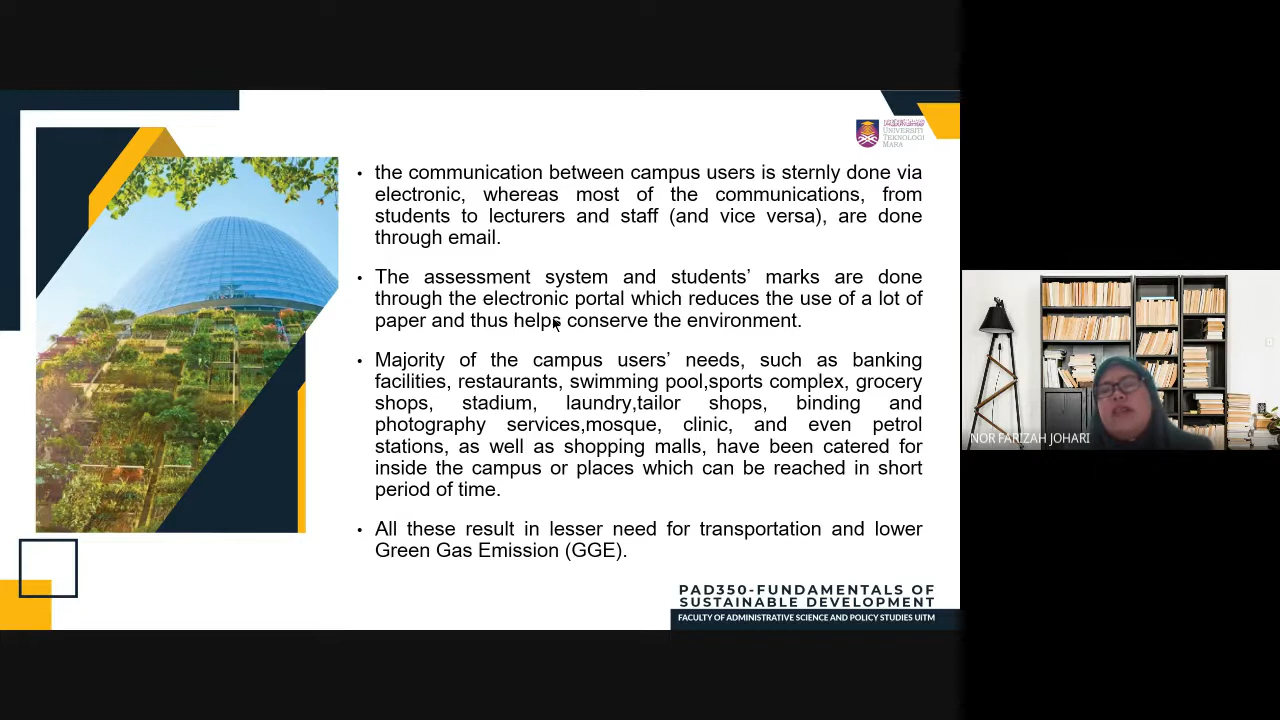 UNIVERSITI
TEKNOLOGI
MARA
• the communication between campus users is sternly done via
electronic, whereas most of the communications, from
students to lecturers and staff (and vice versa), are done
through email.
• The assessment system and students’ marks are done
through the electronic portal which reduces the use of a lot of
paper and thus helps conserve the environment.
• Majority of the campus users’ needs, such as banking
facilities, restaurants, swimming pool,sports complex, grocery
shops, stadium, laundry,tailor shops, binding and
photography services,mosque, clinic, and even petrol
stations, as well as shopping malls, have been catered for
inside the campus or places which can be reached in short
period of time.
• All these result in lesser need for transportation and lower
Green Gas Emission (GGE).
PAD350-FUNDAMENTALS OF
SUSTAINABLE DEVELOPMENT
FACULTY OF ADMINISTRATIVE SCIENCE AND POLICY STUDIES UITM
NOR FARIZAH JOHARI